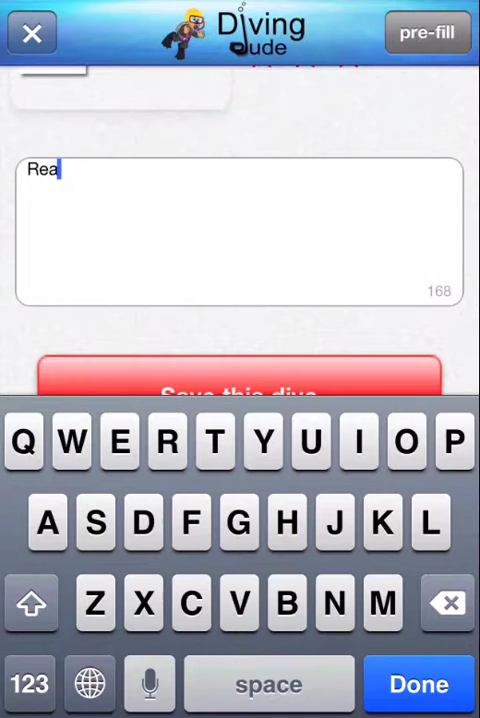 Diving
Dude
pre-fill
Rea
168
Save this dive
Q W E R T Y U I O P
A S D F G H J K L
Z X C V B N M
123
space
Done